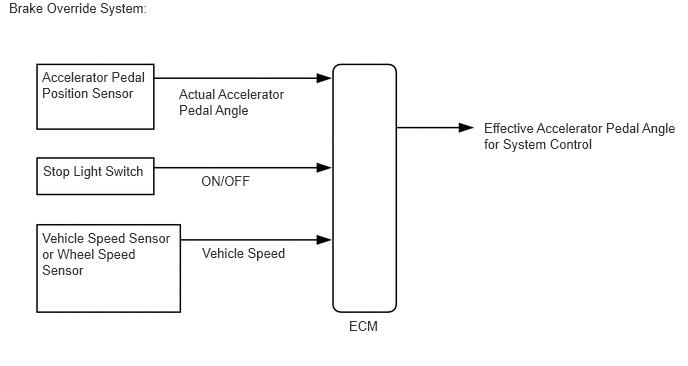 Brake Override System:
Accelerator Pedal
Position Sensor
Actual Accelerator
Pedal Angle
Effective Accelerator Pedal Angle
for System Control
Stop Light Switch
ON/OFF
Vehicle Speed Sensor
or Wheel Speed
Sensor
Vehicle Speed
ECM